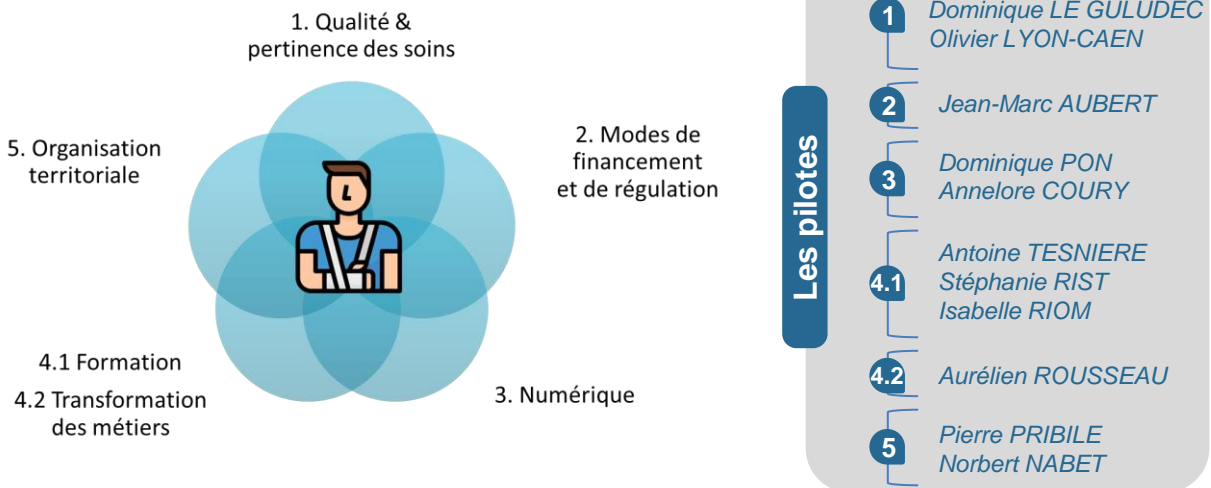 1. Qualité &
pertinence des soins
2. Modes de
financement
et de régulation
3. Numérique
4.1 Formation
4.2 Transformation
des métiers
5. Organisation
territoriale
Les pilotes
1
Dominique LE GULUDEC
Olivier LYON-CAEN
2
Jean-Marc AUBERT
3
Dominique PON
Annelore COURY
4.1
Antoine TESNIERE
Stéphanie RIST
Isabelle RIOM
4.2
Aurélien ROUSSEAU
5
Pierre PRIBILE
Norbert NABET